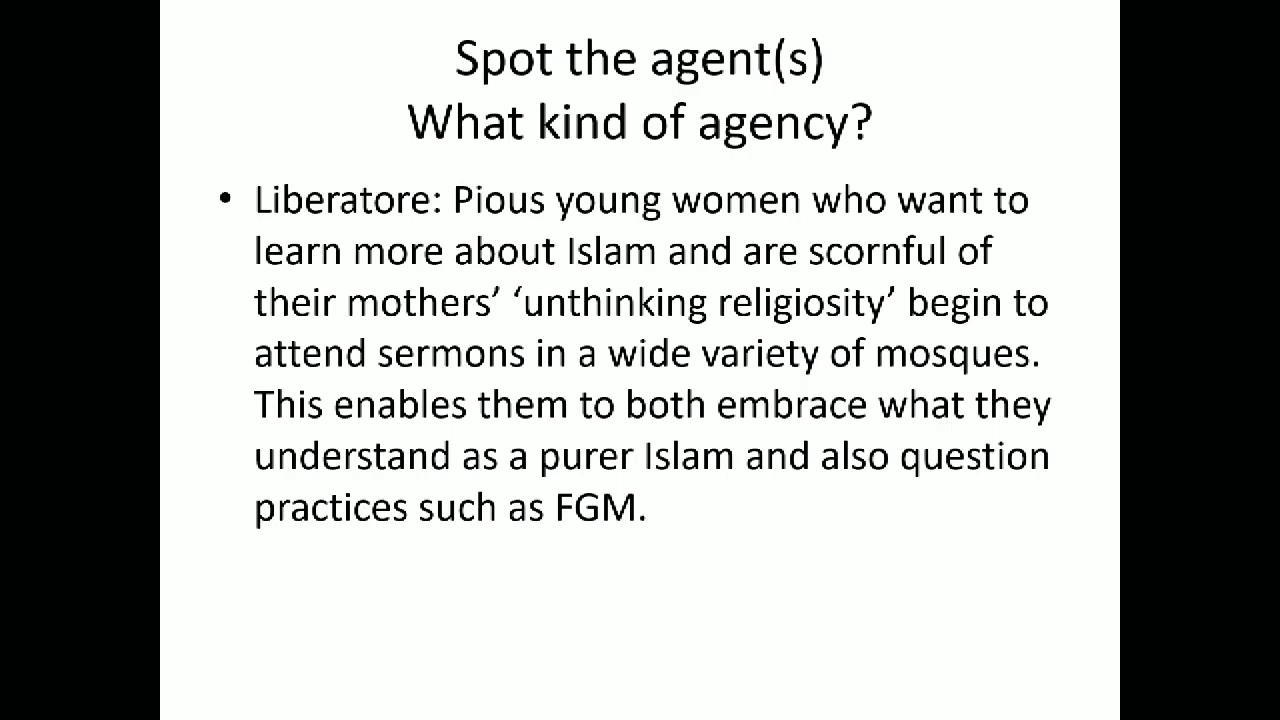 Spot the agent(s)
What kind of agency?
• Liberatore: Pious young women who want to
learn more about Islam and are scornful of
their mothers’ ‘unthinking religiosity’ begin to
attend sermons in a wide variety of mosques.
This enables them to both embrace what they
understand as a purer Islam and also question
practices such as FGM.